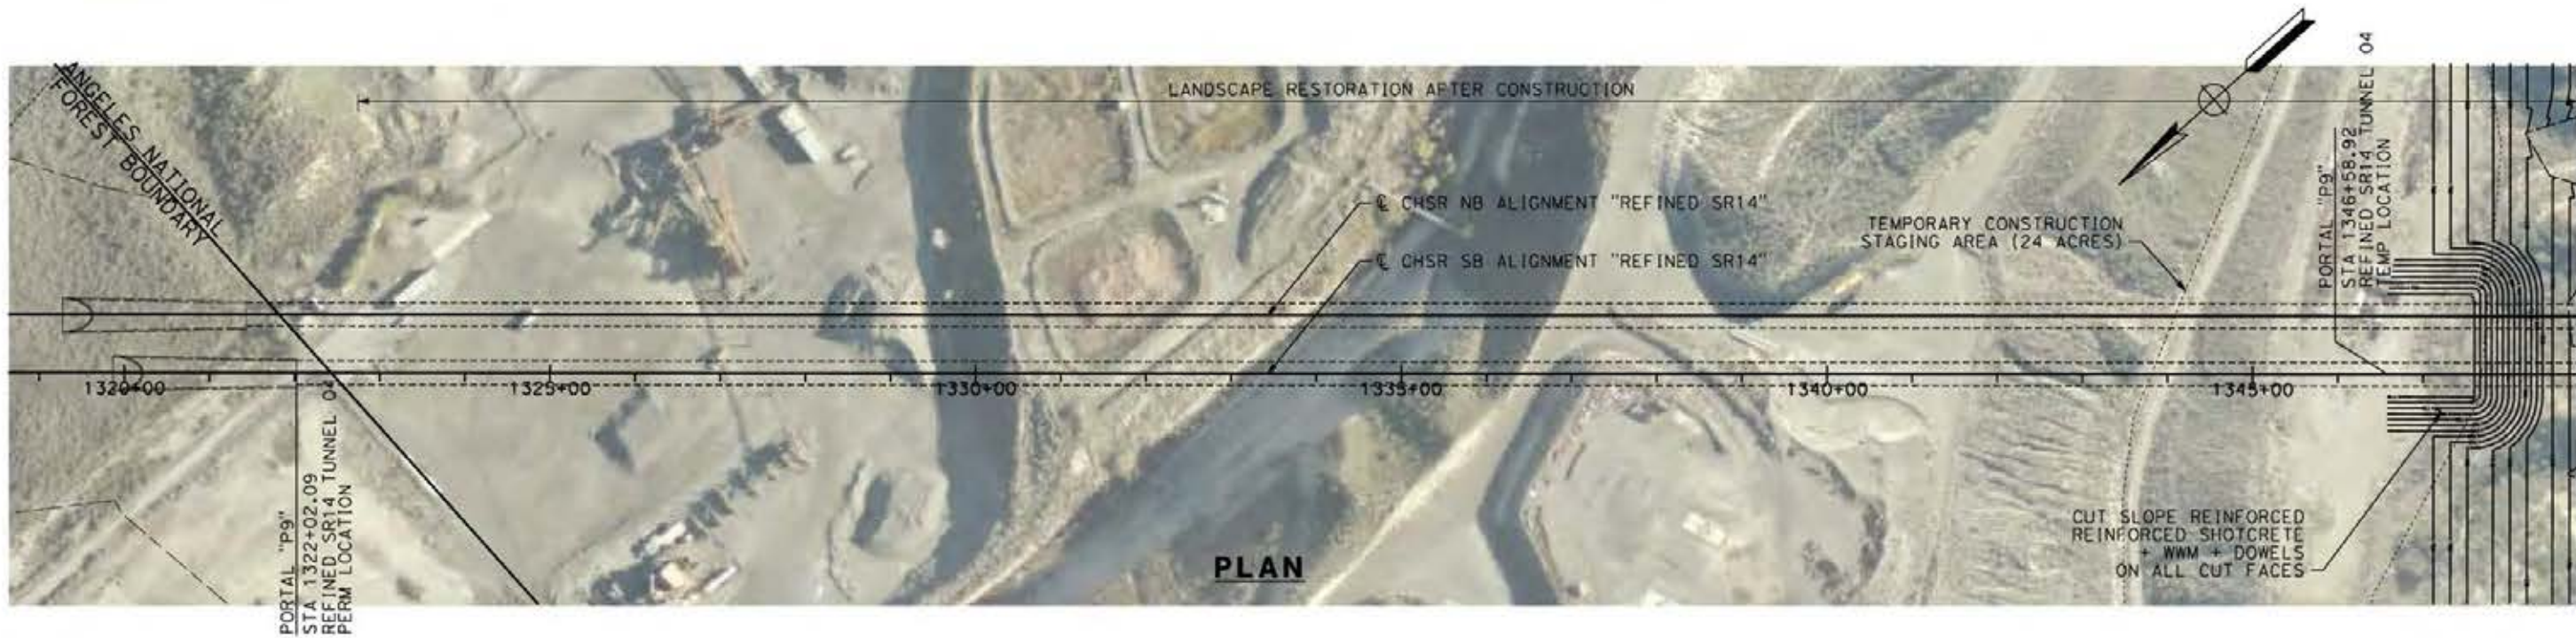 ANGELES NATIONAL
FOREST BOUNDARY
LANDSCAPE RESTORATION AFTER CONSTRUCTION
℄ CHSR NB ALIGNMENT "REFINED SR14"
℄ CHSR SB ALIGNMENT "REFINED SR14"
TEMPORARY CONSTRUCTION
STAGING AREA (24 ACRES)
PORTAL "P9"
STA 1346+58.92
REFINED SR14 TUNNEL 04
TEMP LOCATION
1320+00
1325+00
1330+00
1335+00
1340+00
1345+00
PORTAL "P9"
STA 1322+02.09
REFINED SR14 TUNNEL 04
PERM LOCATION
PLAN
CUT SLOPE REINFORCED
REINFORCED SHOTCRETE
+ WWM + DOWELS
ON ALL CUT FACES